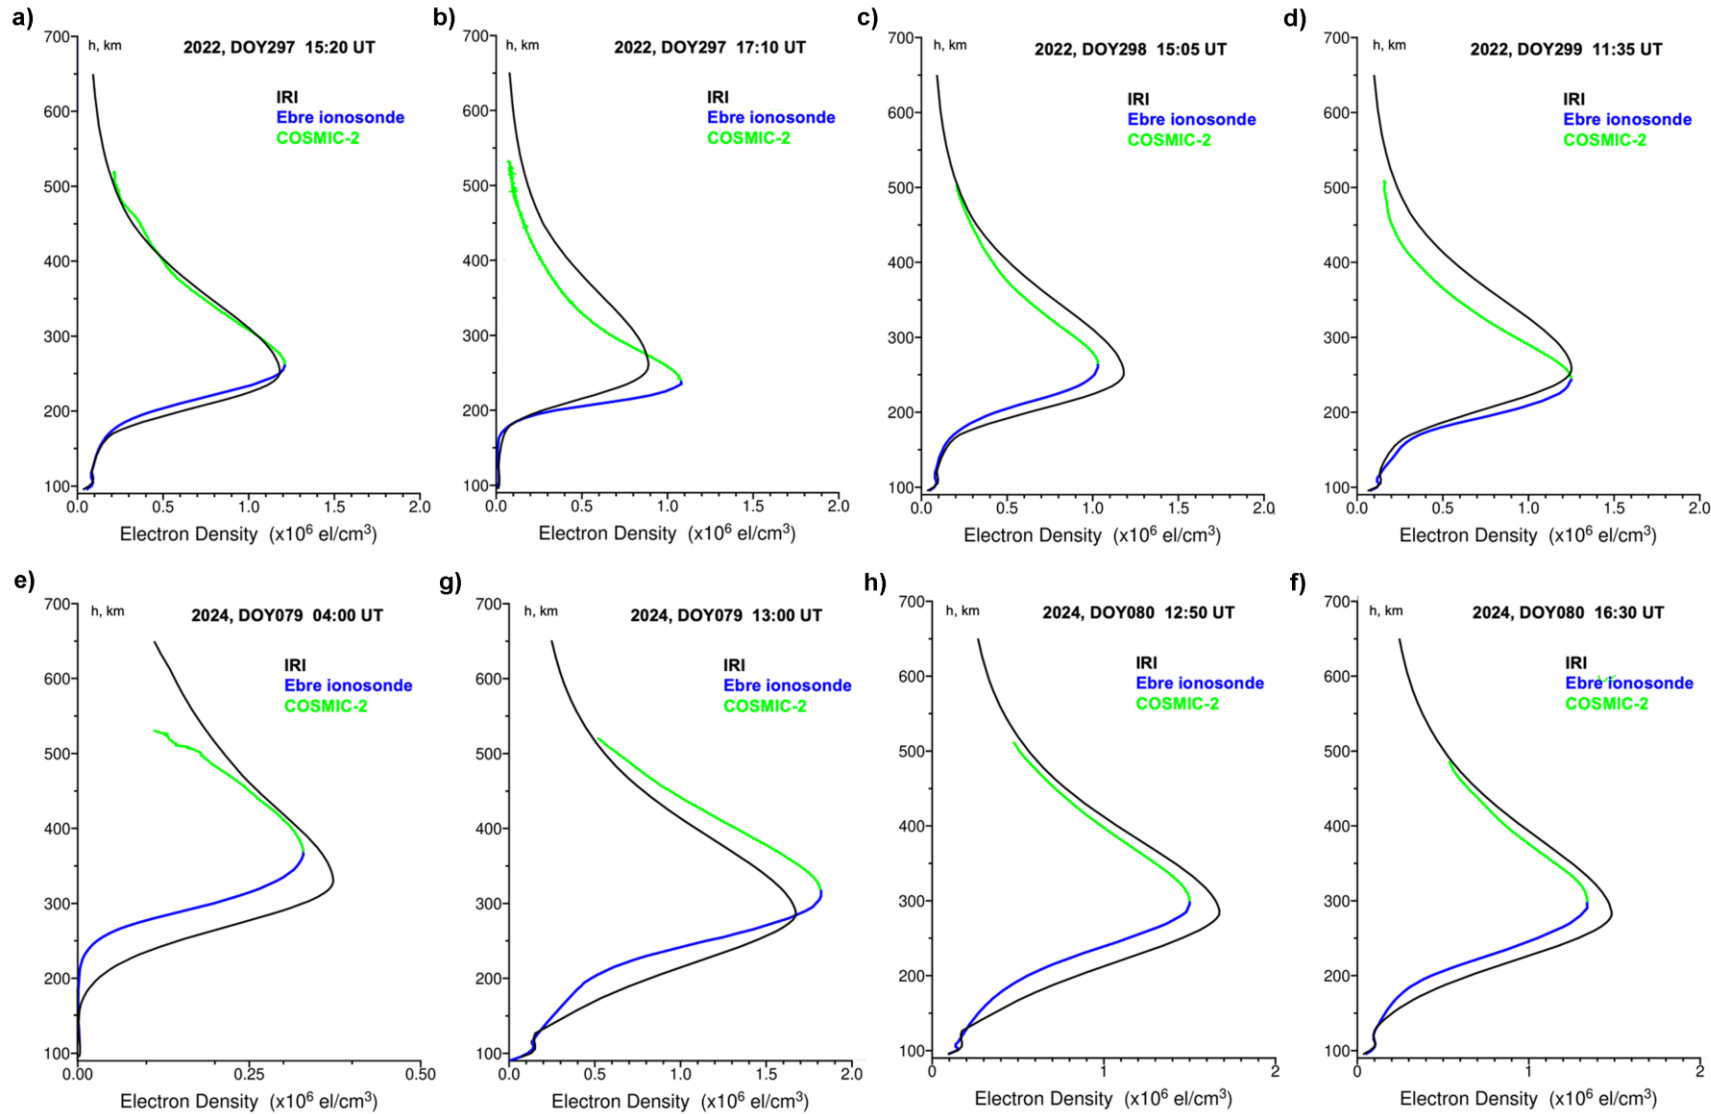 a)
700
h, km
2022, DOY297 15:20 UT
IRI
Ebre ionosonde
COSMIC-2
600
500
400
300
200
100
0.0 0.5 1.0 1.5 2.0
Electron Density (x10⁶ el/cm³)
b)
700
h, km
2022, DOY297 17:10 UT
IRI
Ebre ionosonde
COSMIC-2
600
500
400
300
200
100
0.0 0.5 1.0 1.5 2.0
Electron Density (x10⁶ el/cm³)
c)
700
h, km
2022, DOY298 15:05 UT
IRI
Ebre ionosonde
COSMIC-2
600
500
400
300
200
100
0.0 0.5 1.0 1.5 2.0
Electron Density (x10⁶ el/cm³)
d)
700
h, km
2022, DOY299 11:35 UT
IRI
Ebre ionosonde
COSMIC-2
600
500
400
300
200
100
0.0 0.5 1.0 1.5 2.0
Electron Density (x10⁶ el/cm³)
e)
700
h, km
2024, DOY079 04:00 UT
IRI
Ebre ionosonde
COSMIC-2
600
500
400
300
200
100
0.00 0.25 0.50
Electron Density (x10⁶ el/cm³)
g)
700
h, km
2024, DOY079 13:00 UT
IRI
Ebre ionosonde
COSMIC-2
600
500
400
300
200
100
0.0 0.5 1.0 1.5 2.0
Electron Density (x10⁶ el/cm³)
h)
700
h, km
2024, DOY080 12:50 UT
IRI
Ebre ionosonde
COSMIC-2
600
500
400
300
200
100
0 1 2
Electron Density (x10⁶ el/cm³)
f)
700
h, km
2024, DOY080 16:30 UT
IRI
Ebre ionosonde
COSMIC-2
600
500
400
300
200
100
0 1 2
Electron Density (x10⁶ el/cm³)